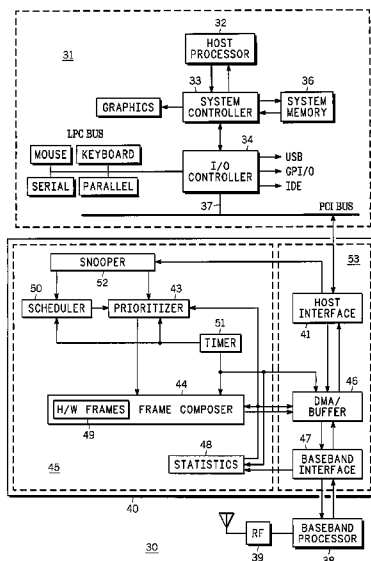 31
32
HOST
PROCESSOR
33
36
GRAPHICS
SYSTEM
CONTROLLER
SYSTEM
MEMORY
LPC BUS
34
MOUSE
KEYBOARD
SERIAL
PARALLEL
I/O
CONTROLLER
USB
GPI/O
IDE
37
PCI BUS
SNOOPER
52
53
50
43
SCHEDULER
PRIORITIZER
HOST
INTERFACE
41
51
TIMER
44
46
H/W FRAMES
FRAME COMPOSER
49
DMA/
BUFFER
48
47
STATISTICS
BASEBAND
INTERFACE
45
40
30
RF
39
BASEBAND
PROCESSOR
38